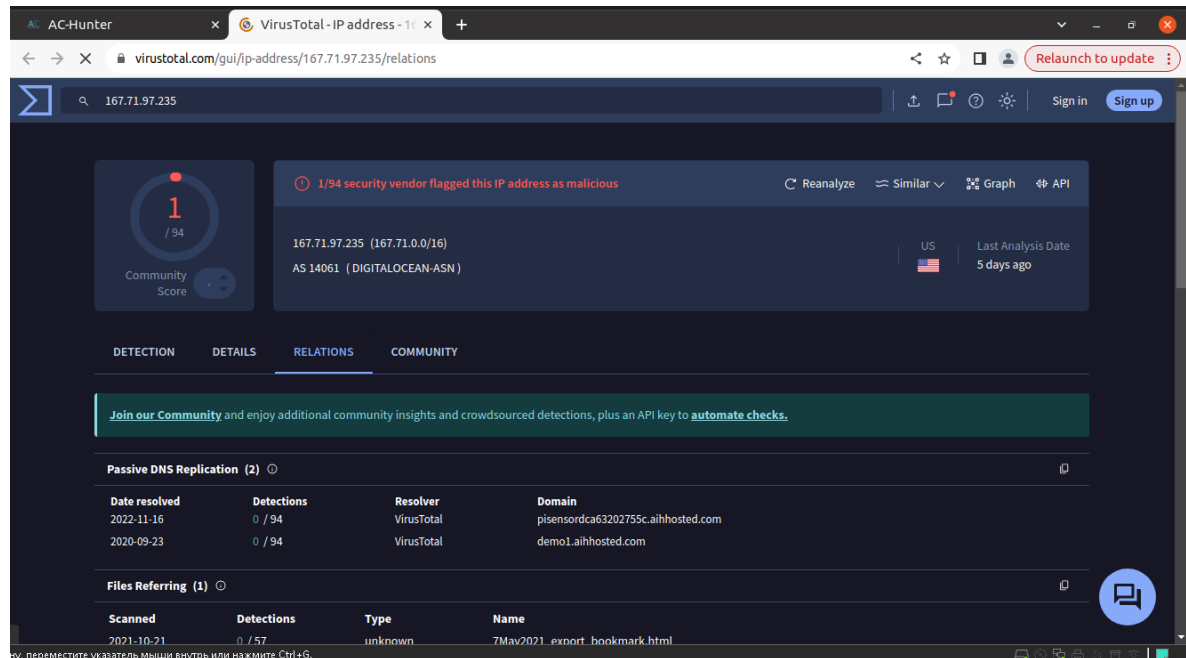 AC-Hunter
VirusTotal - IP address - 16
virustotal.com/gui/ip-address/167.71.97.235/relations
Relaunch to update
167.71.97.235
Sign in
Sign up
1
/ 94
Community
Score
1/94 security vendor flagged this IP address as malicious
Reanalyze
Similar
Graph
API
167.71.97.235 (167.71.0.0/16)
AS 14061 ( DIGITALOCEAN-ASN )
US
Last Analysis Date
5 days ago
DETECTION DETAILS RELATIONS COMMUNITY
Join our Community and enjoy additional community insights and crowdsourced detections, plus an API key to automate checks.
Passive DNS Replication (2)
Date resolved Detections Resolver Domain
2022-11-16 0 / 94 VirusTotal pisensordca63202755c.aihhosted.com
2020-09-23 0 / 94 VirusTotal demo1.aihhosted.com
Files Referring (1)
Scanned Detections Type Name
2021-10-21 0 / 57 unknown 7May2021_export_bookmark.html
переместите указатель мыши внутрь или нажмите Ctrl+G.